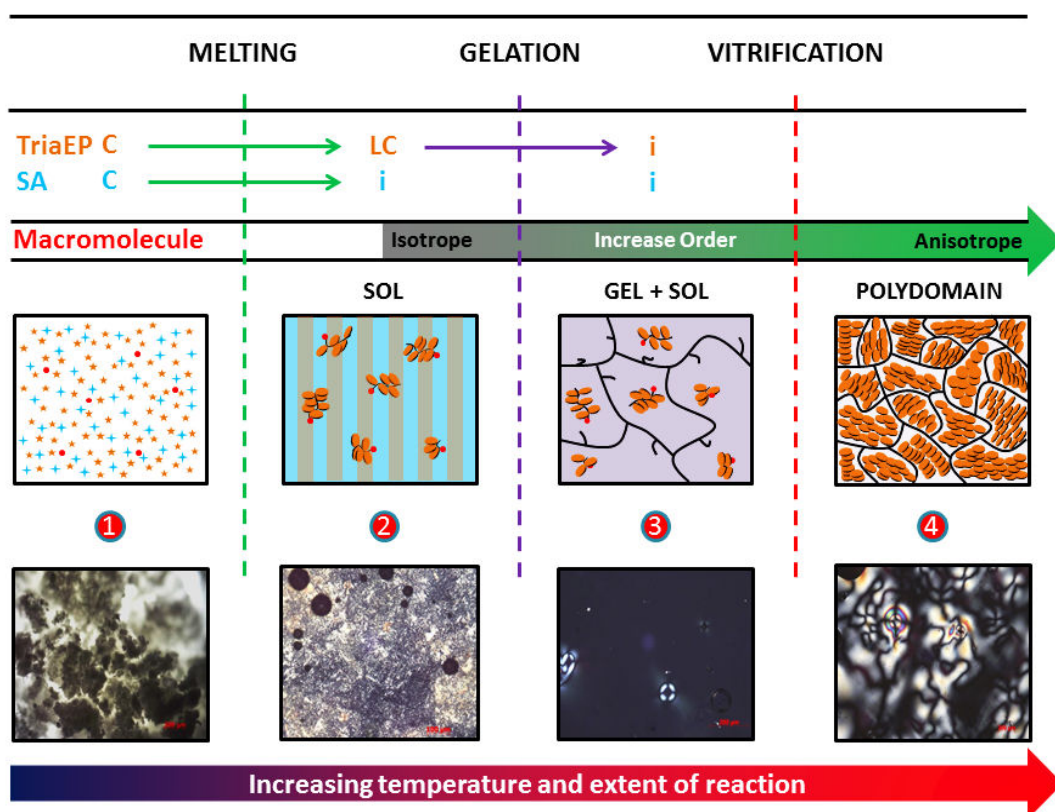 MELTING GELATION VITRIFICATION
TriaEP C LC i
SA C i i
Macromolecule Isotrope Increase Order Anisotrope
SOL GEL + SOL POLYDOMAIN
1 2 3 4
Increasing temperature and extent of reaction